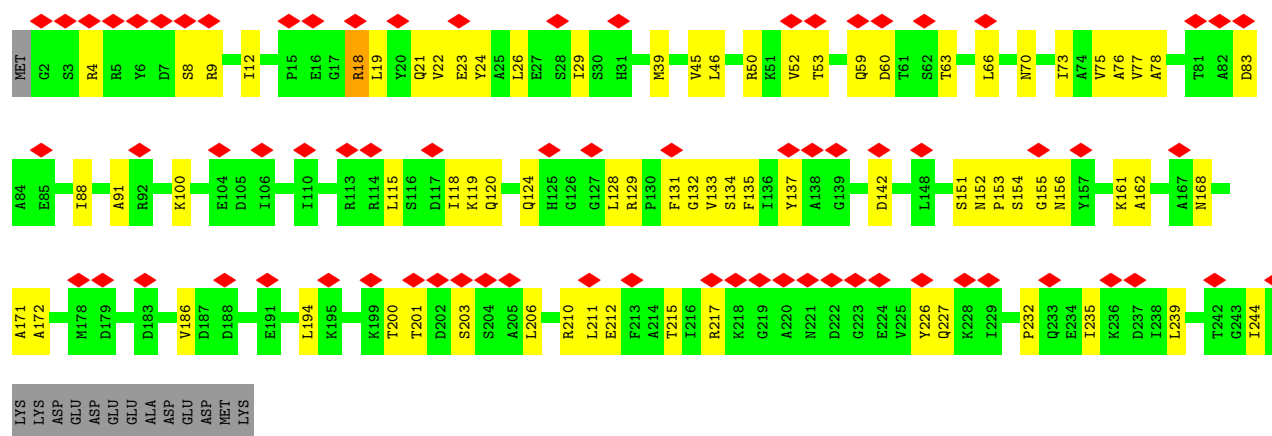 MET G2 S3 R4 R5 Y6 D7 S8 R9 I12 P15 E16 G17 R18 L19 Y20 Q21 V22 E23 Y24 A25 L26 E27 S28 I29 S30 H31 M39 V45 L46 R50 K51 V52 T53 Q59 D60 T61 S62 T63 L66 N70 I73 A74 V75 A76 V77 A78 T81 A82 D83
A84 E85 I88 A91 R92 K100 E104 D105 I106 I110 R113 R114 L115 S116 D117 I118 K119 Q120 Q124 H125 G126 G127 L128 R129 P130 F131 G132 V133 S134 F135 I136 Y137 A138 G139 D142 L148 S151 N152 P153 S154 G155 N156 Y157 K161 A162 A167 N168
A171 A172 M178 D179 D183 V186 D187 D188 E191 L194 K195 K199 T200 T201 D202 S203 S204 A205 L206 R210 L211 E212 F213 A214 T215 I216 R217 K218 G219 A220 N221 D222 G223 E224 V225 Y226 Q227 K228 I229 P232 Q233 E234 I235 K236 D237 I238 L239 T242 G243 I244
LYS LYS ASP GLU ASP GLU GLU ALA ASP GLU ASP MET LYS